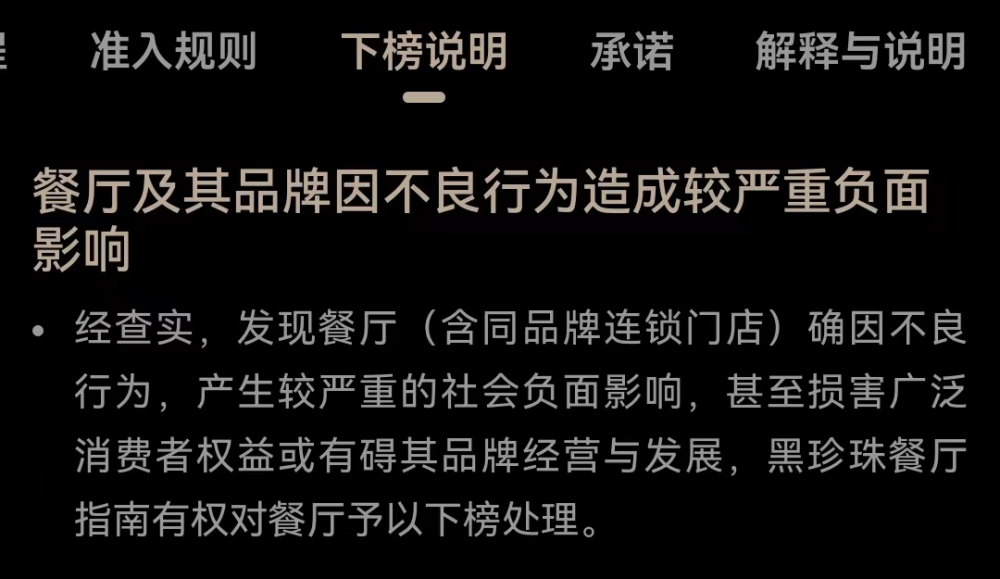 准入规则 下榜说明 承诺 解释与说明
餐厅及其品牌因不良行为造成较严重负面
影响
• 经查实，发现餐厅（含同品牌连锁门店）确因不良
行为，产生较严重的社会负面影响，甚至损害广泛
消费者权益或有碍其品牌经营与发展，黑珍珠餐厅
指南有权对餐厅予以下榜处理。